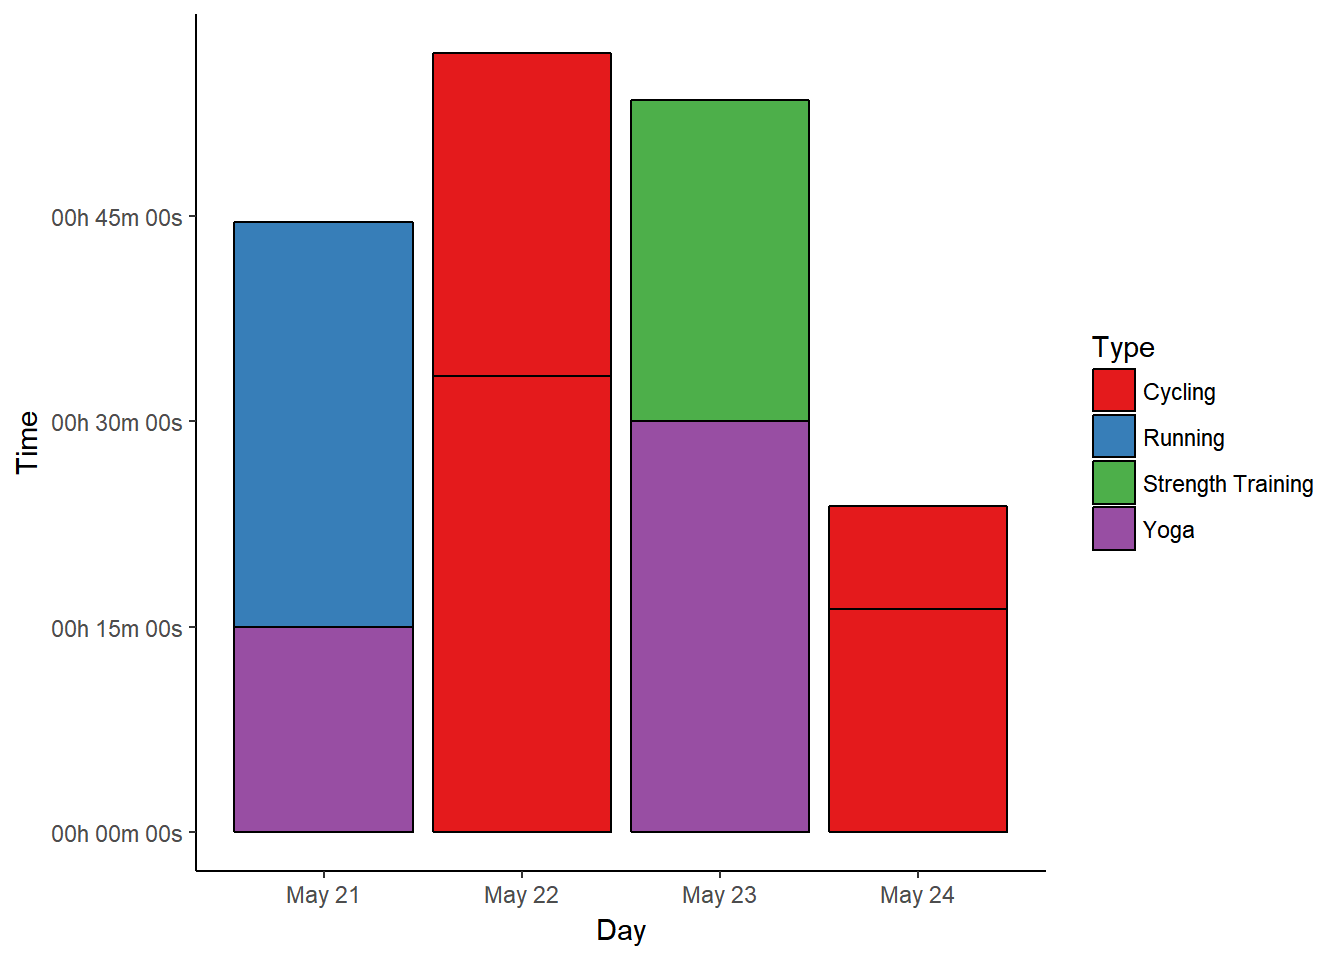 Time
00h 45m 00s
00h 30m 00s
00h 15m 00s
00h 00m 00s
May 21
May 22
May 23
May 24
Day
Type
Cycling
Running
Strength Training
Yoga